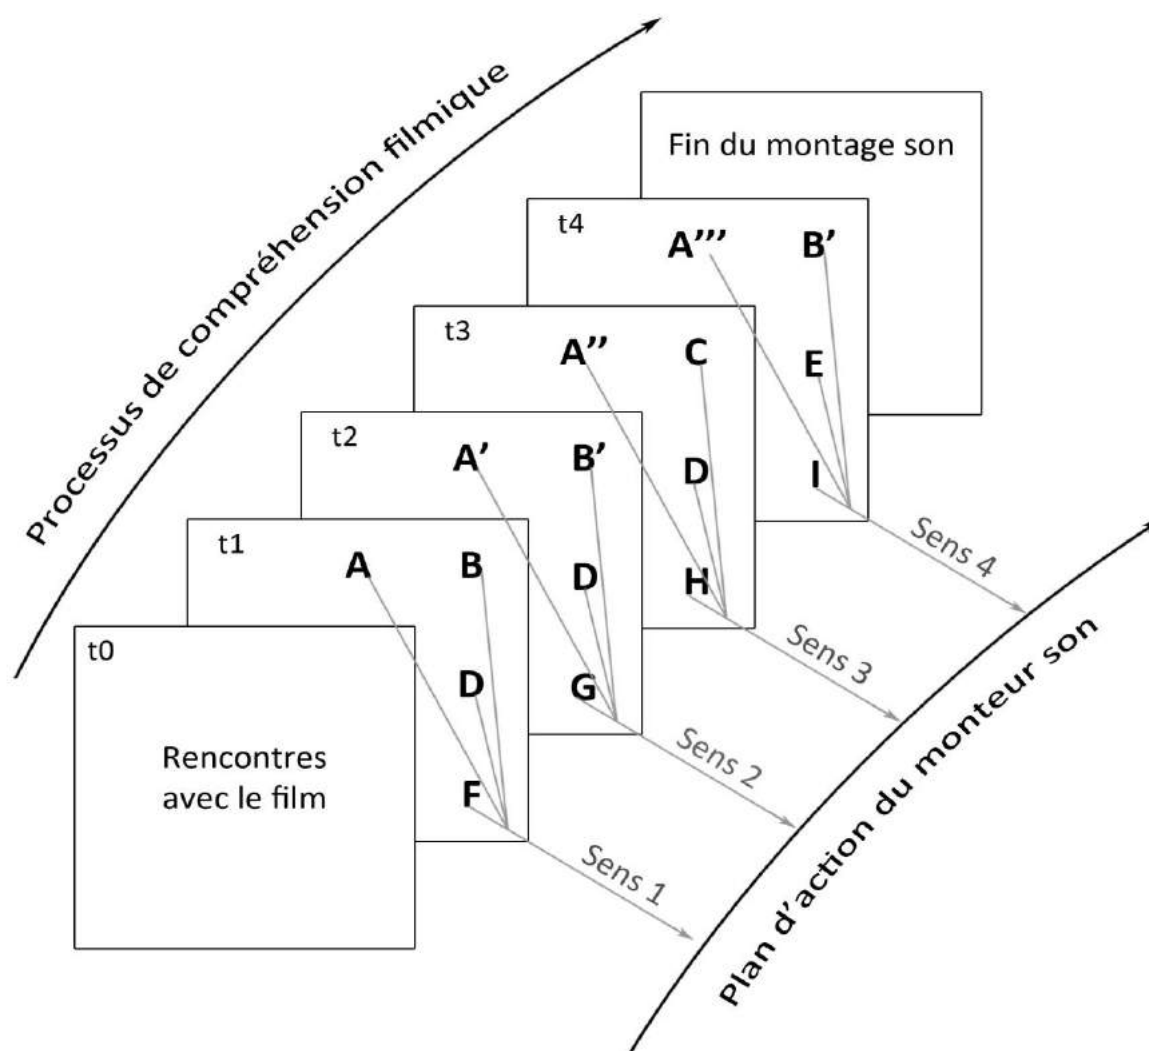 Processus de compréhension filmique
Fin du montage son
t4
A’’’ B’
E
I
Sens 4
t3
A’’ C
D
H
Sens 3
t2
A’ B’
D
G
Sens 2
t1
A B
D
F
Sens 1
t0
Rencontres
avec le film
Plan d’action du monteur son